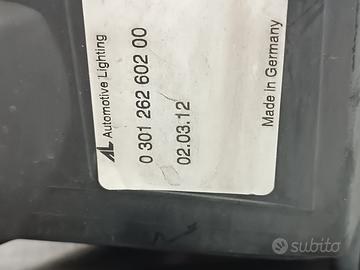 AL Automotive Lighting
0 301 262 602 00
02.03.12
Made in Germany
subito